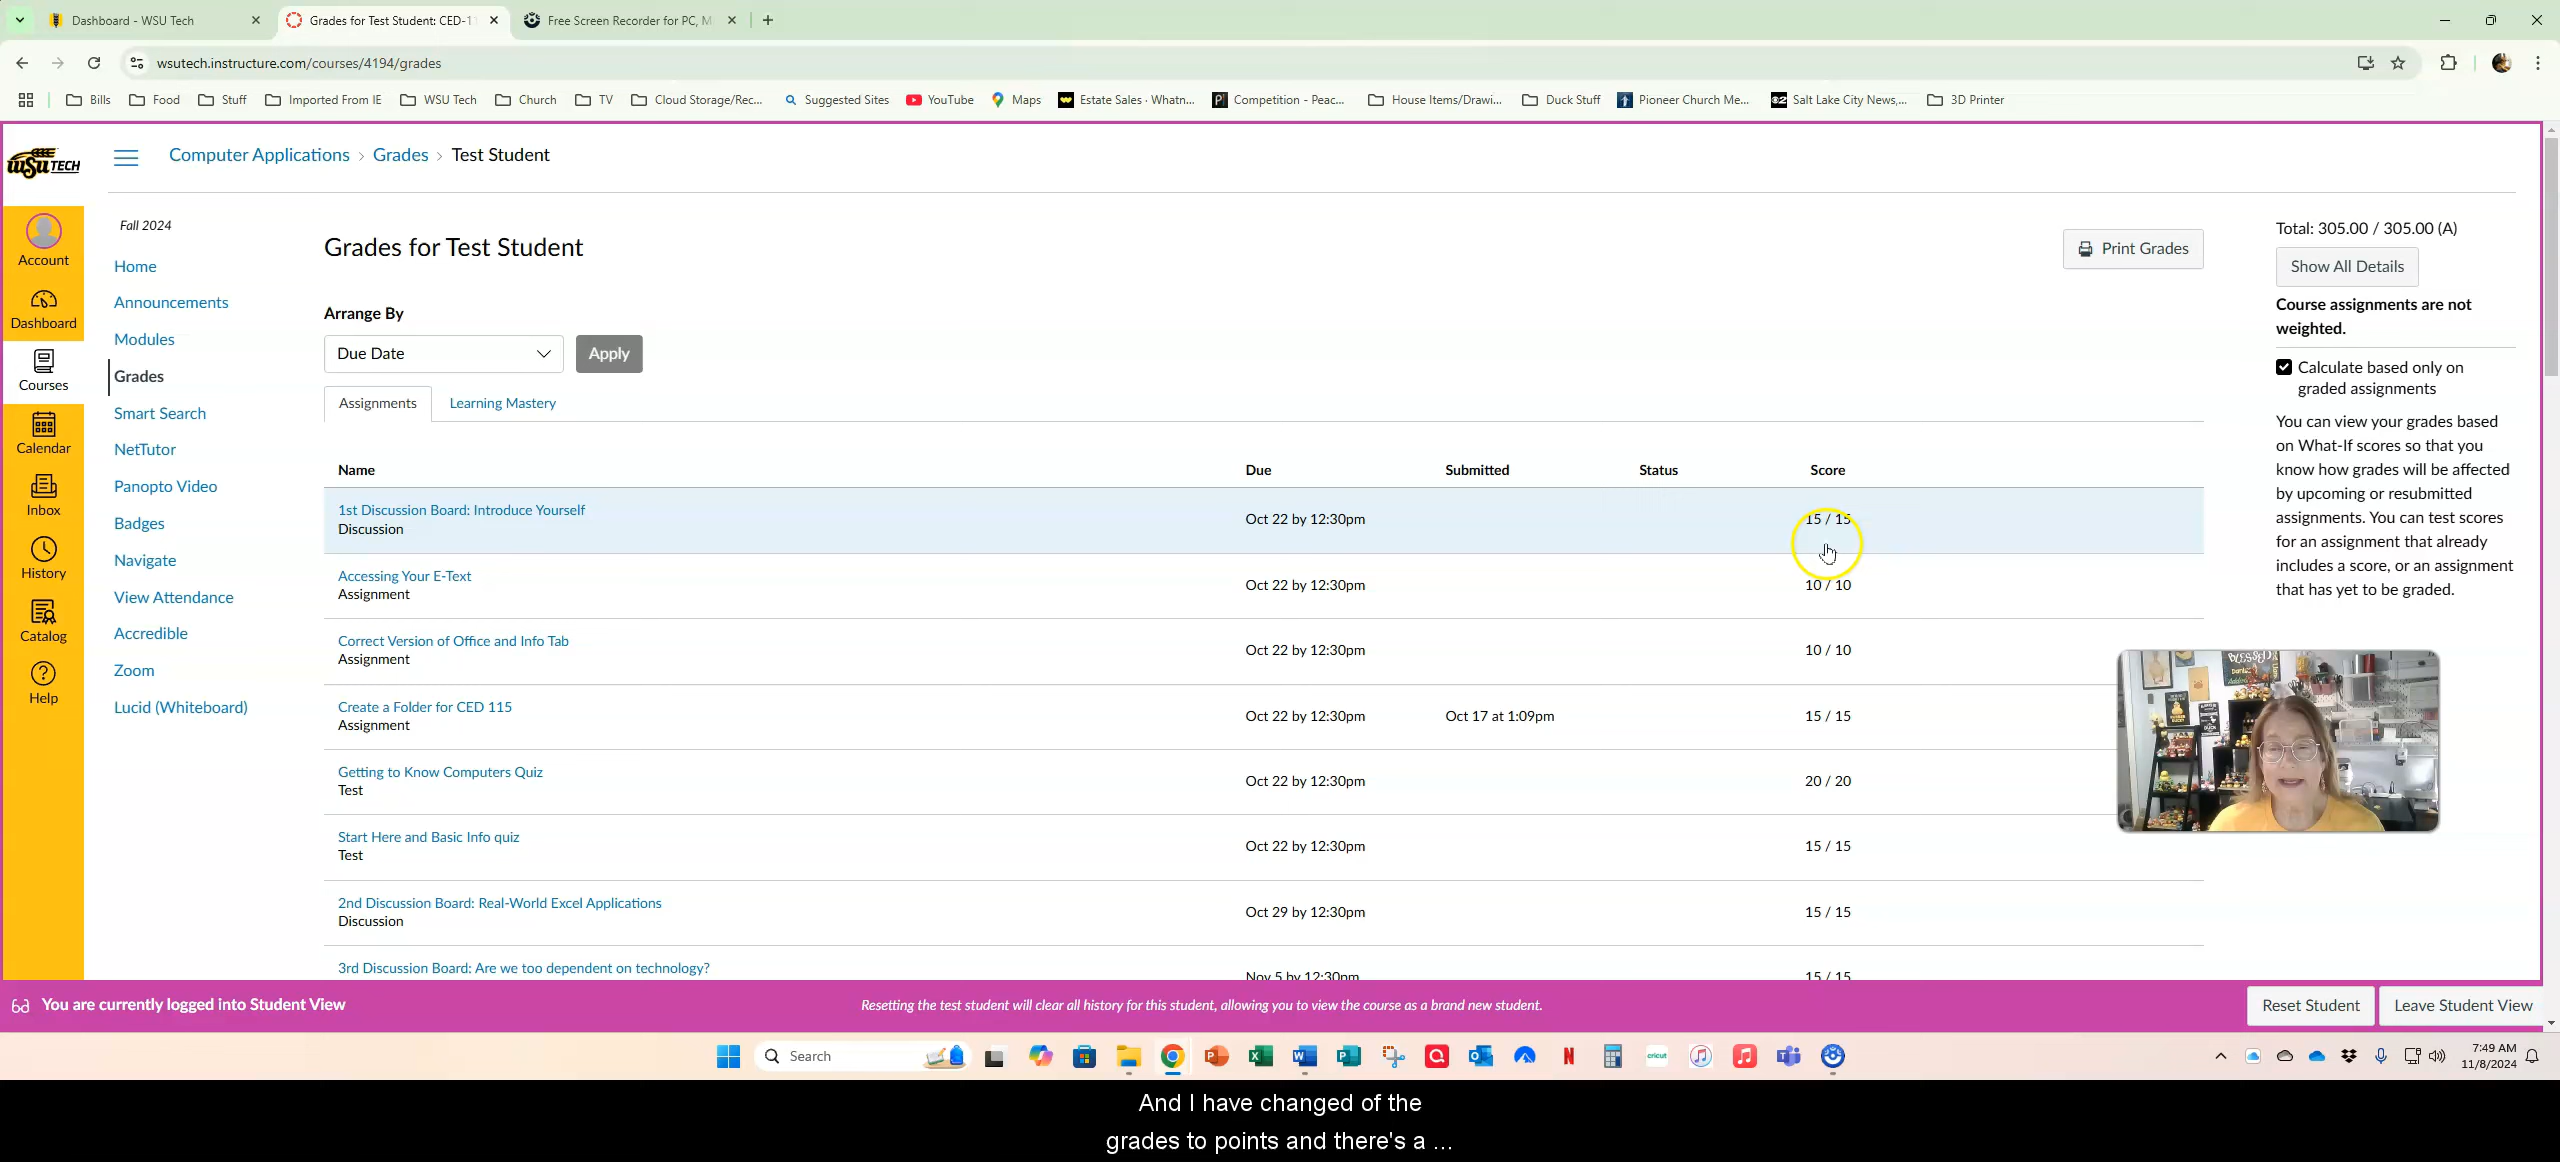 Dashboard - WSU Tech
Grades for Test Student: CED-11
Free Screen Recorder for PC, M
wsutech.instructure.com/courses/4194/grades
Bills
Food
Stuff
Imported From IE
WSU Tech
Church
TV
Cloud Storage/Rec...
Suggested Sites
YouTube
Maps
Estate Sales · Whatn...
Competition - Peac...
House Items/Drawi...
Duck Stuff
Pioneer Church Me...
Salt Lake City News,...
3D Printer
WSU TECH
Computer Applications › Grades › Test Student
Account
Dashboard
Courses
Calendar
Inbox
History
Catalog
Help
Fall 2024
Home
Announcements
Modules
Grades
Smart Search
NetTutor
Panopto Video
Badges
Navigate
View Attendance
Accredible
Zoom
Lucid (Whiteboard)
Grades for Test Student
Print Grades
Arrange By
Due Date
Apply
Assignments
Learning Mastery
Name Due Submitted Status Score
1st Discussion Board: Introduce Yourself
Discussion
Oct 22 by 12:30pm 15 / 15
Accessing Your E-Text
Assignment
Oct 22 by 12:30pm 10 / 10
Correct Version of Office and Info Tab
Assignment
Oct 22 by 12:30pm 10 / 10
Create a Folder for CED 115
Assignment
Oct 22 by 12:30pm Oct 17 at 1:09pm 15 / 15
Getting to Know Computers Quiz
Test
Oct 22 by 12:30pm 20 / 20
Start Here and Basic Info quiz
Test
Oct 22 by 12:30pm 15 / 15
2nd Discussion Board: Real-World Excel Applications
Discussion
Oct 29 by 12:30pm 15 / 15
3rd Discussion Board: Are we too dependent on technology?
Nov 5 by 12:30pm 15 / 15
Total: 305.00 / 305.00 (A)
Show All Details
Course assignments are not
weighted.
Calculate based only on
graded assignments
You can view your grades based
on What-If scores so that you
know how grades will be affected
by upcoming or resubmitted
assignments. You can test scores
for an assignment that already
includes a score, or an assignment
that has yet to be graded.
BLESSED
You are currently logged into Student View
Resetting the test student will clear all history for this student, allowing you to view the course as a brand new student.
Reset Student
Leave Student View
Search
cricut
7:49 AM
11/8/2024
And I have changed of the
grades to points and there's a ...